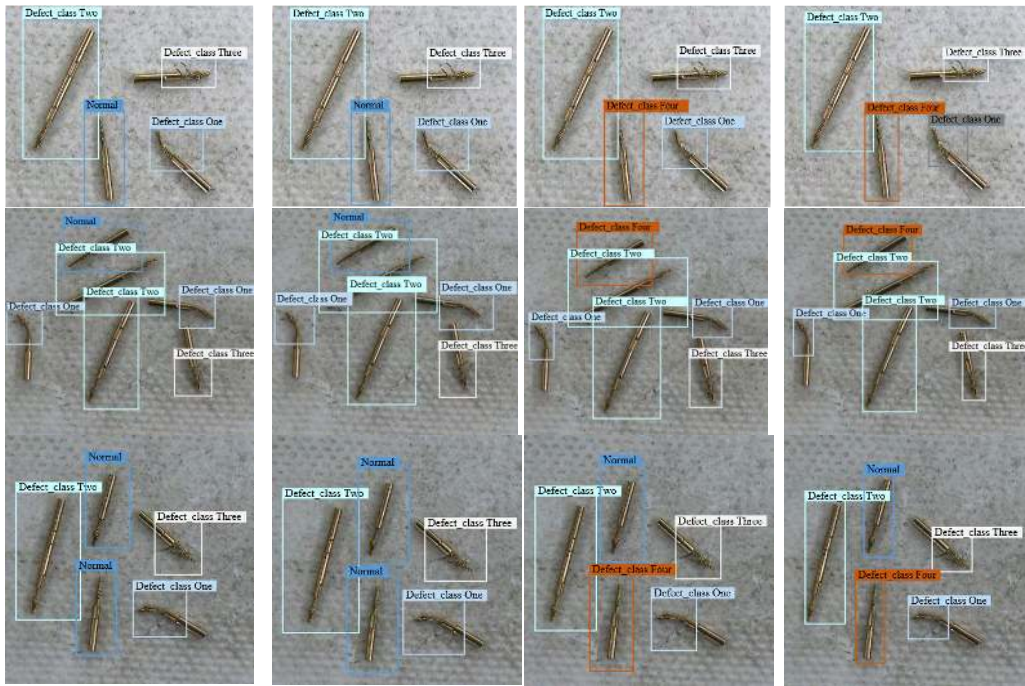 Defect_class Two
Defect_class Three
Normal
Defect_class One
Defect_class Two
Defect_class Three
Normal
Defect_class One
Defect_class Two
Defect_class Three
Defect_class Four
Defect_class One
Defect_class Two
Defect_class Three
Defect_class Four
Defect_class One
Normal
Defect_class Two
Defect_class One
Defect_class Two
Defect_class One
Defect_class Three
Normal
Defect_class Two
Defect_class Two
Defect_class One
Defect_class One
Defect_class Three
Defect_class Four
Defect_class Two
Defect_class Two
Defect_class One
Defect_class One
Defect_class Three
Defect_class Four
Defect_class Two
Defect_class Two
Defect_class One
Defect_class One
Defect_class Three
Normal
Defect_class Two
Defect_class Three
Normal
Defect_class One
Normal
Defect_class Two
Defect_class Three
Normal
Defect_class One
Normal
Defect_class Two
Defect_class Three
Defect_class Four
Defect_class One
Normal
Defect_class Two
Defect_class Three
Defect_class Four
Defect_class One